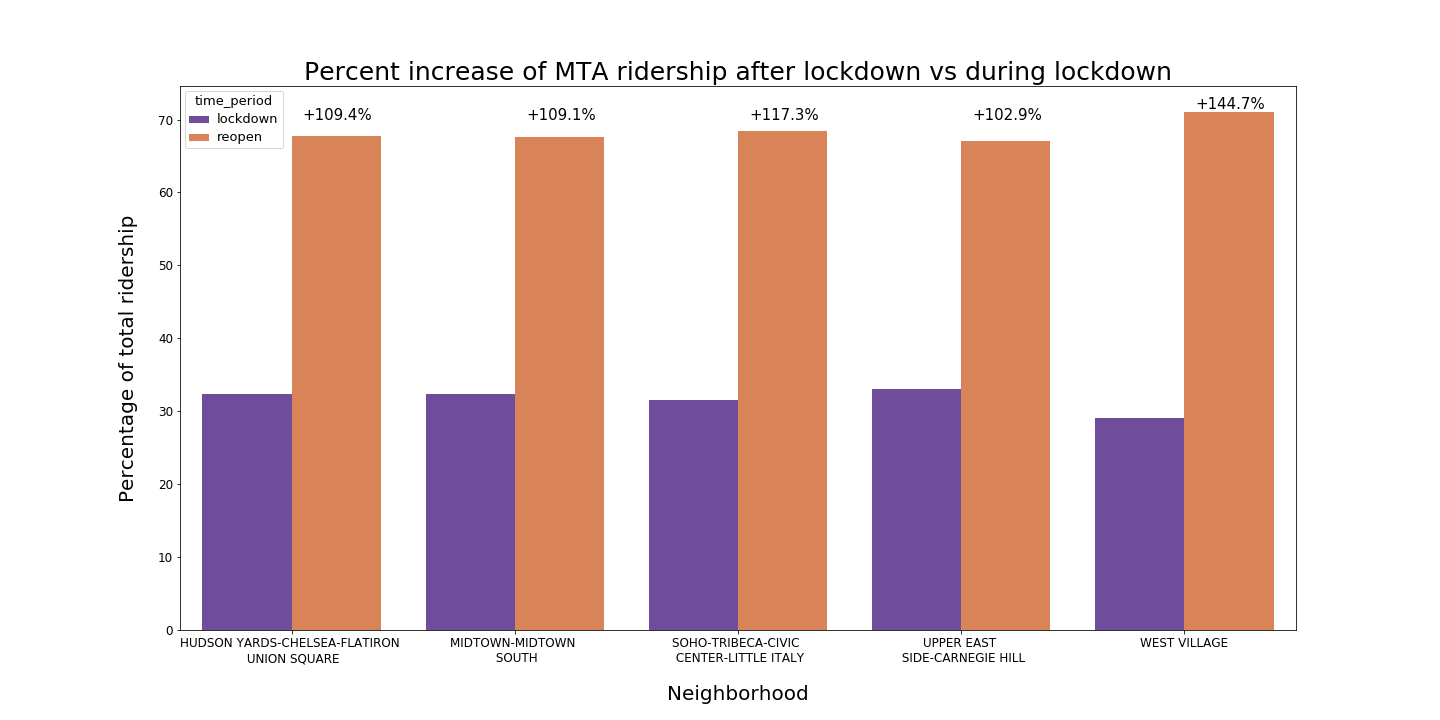 Percent increase of MTA ridership after lockdown vs during lockdown
time_period
lockdown
reopen
+109.4%
+109.1%
+117.3%
+102.9%
+144.7%
Percentage of total ridership
70
60
50
40
30
20
10
0
HUDSON YARDS-CHELSEA-FLATIRON
UNION SQUARE
MIDTOWN-MIDTOWN
SOUTH
SOHO-TRIBECA-CIVIC
CENTER-LITTLE ITALY
UPPER EAST
SIDE-CARNEGIE HILL
WEST VILLAGE
Neighborhood